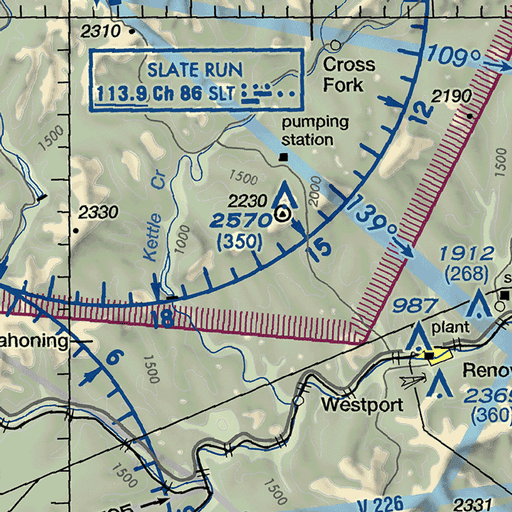 2310
SLATE RUN
113.9 Ch 86 SLT
Cross
Fork
109°
12
2190
pumping
station
1500
1500
1500
2000
2230
2570
(350)
2330
Kettle Cr
1000
139°
15
1912
(268)
987
plant
18
ahoning
6
1500
Westport
Renov
2369
(360)
1500
1500
V 226
2331